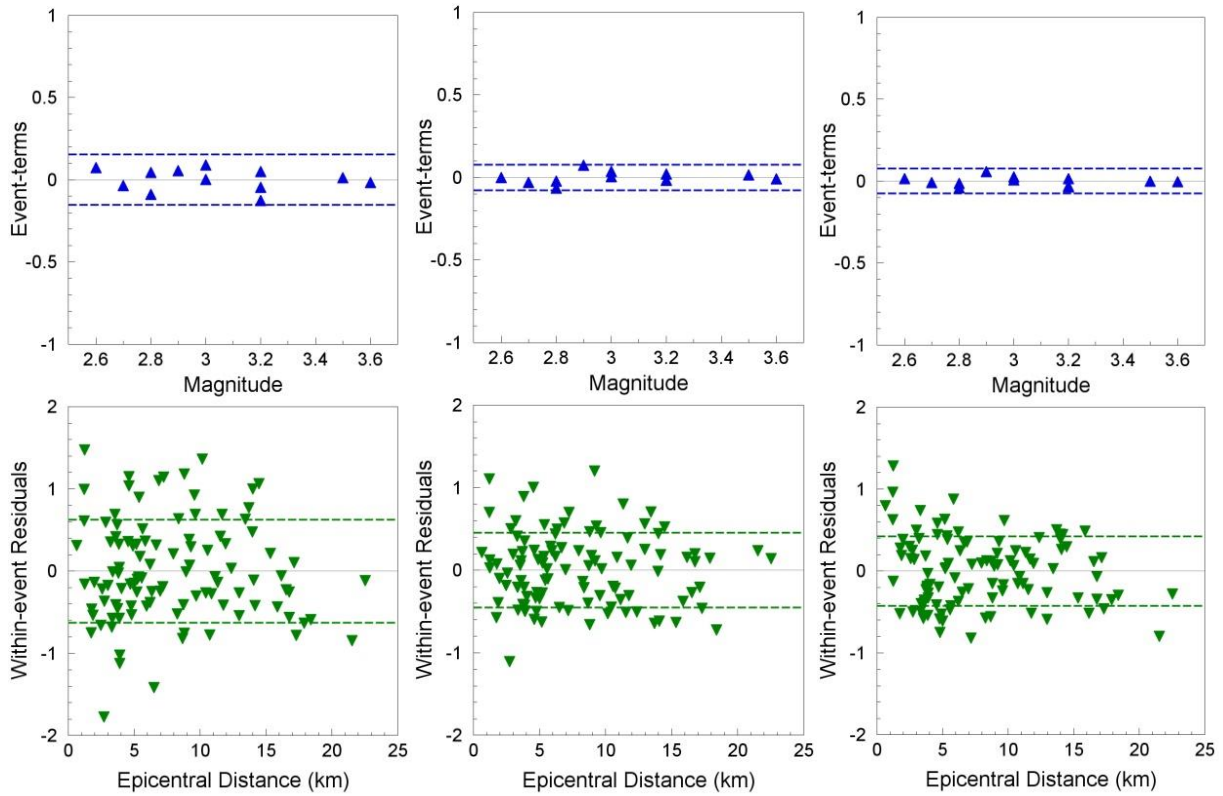 1
0.5
0
-0.5
-1
Event-terms
2.6 2.8 3 3.2 3.4 3.6
Magnitude
1
0.5
0
-0.5
-1
Event-terms
2.6 2.8 3 3.2 3.4 3.6
Magnitude
1
0.5
0
-0.5
-1
Event-terms
2.6 2.8 3 3.2 3.4 3.6
Magnitude
2
1
0
-1
-2
Within-event Residuals
0 5 10 15 20 25
Epicentral Distance (km)
2
1
0
-1
-2
Within-event Residuals
0 5 10 15 20 25
Epicentral Distance (km)
2
1
0
-1
-2
Within-event Residuals
0 5 10 15 20 25
Epicentral Distance (km)